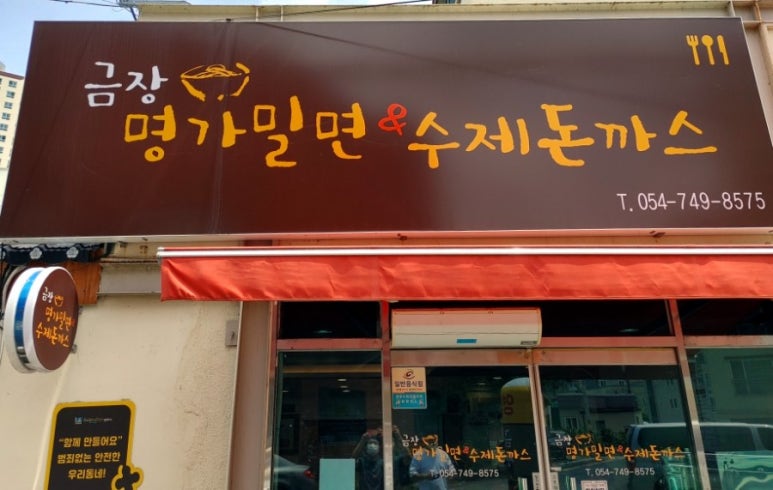 금장
명가밀면&수제돈까스
T. 054-749-8575
금장
명가밀면&
수제돈까스
일반음식점
"함께 만들어요"
범죄없는 안전한
우리동네!
금장
명가밀면&수제돈까스
T. 054-749-8575
금장
명가밀면&수제돈까스
T. 054-749-8575